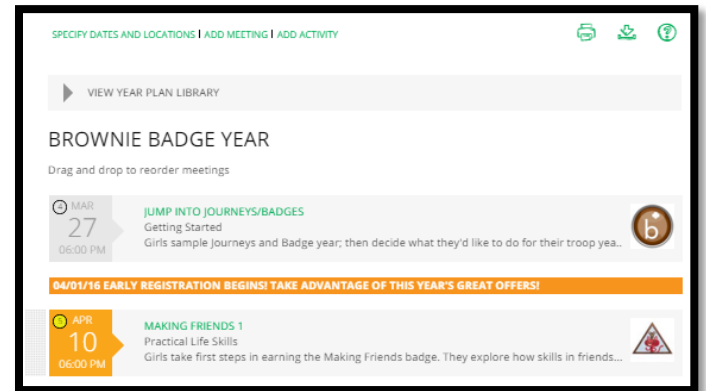 SPECIFY DATES AND LOCATIONS | ADD MEETING | ADD ACTIVITY
VIEW YEAR PLAN LIBRARY
BROWNIE BADGE YEAR
Drag and drop to reorder meetings
4 MAR
27
06:00 PM
JUMP INTO JOURNEYS/BADGES
Getting Started
Girls sample Journeys and Badge year; then decide what they'd like to do for their troop yea..
b
04/01/16 EARLY REGISTRATION BEGINS! TAKE ADVANTAGE OF THIS YEAR'S GREAT OFFERS!
5 APR
10
06:00 PM
MAKING FRIENDS 1
Practical Life Skills
Girls take first steps in earning the Making Friends badge. They explore how skills in friends...